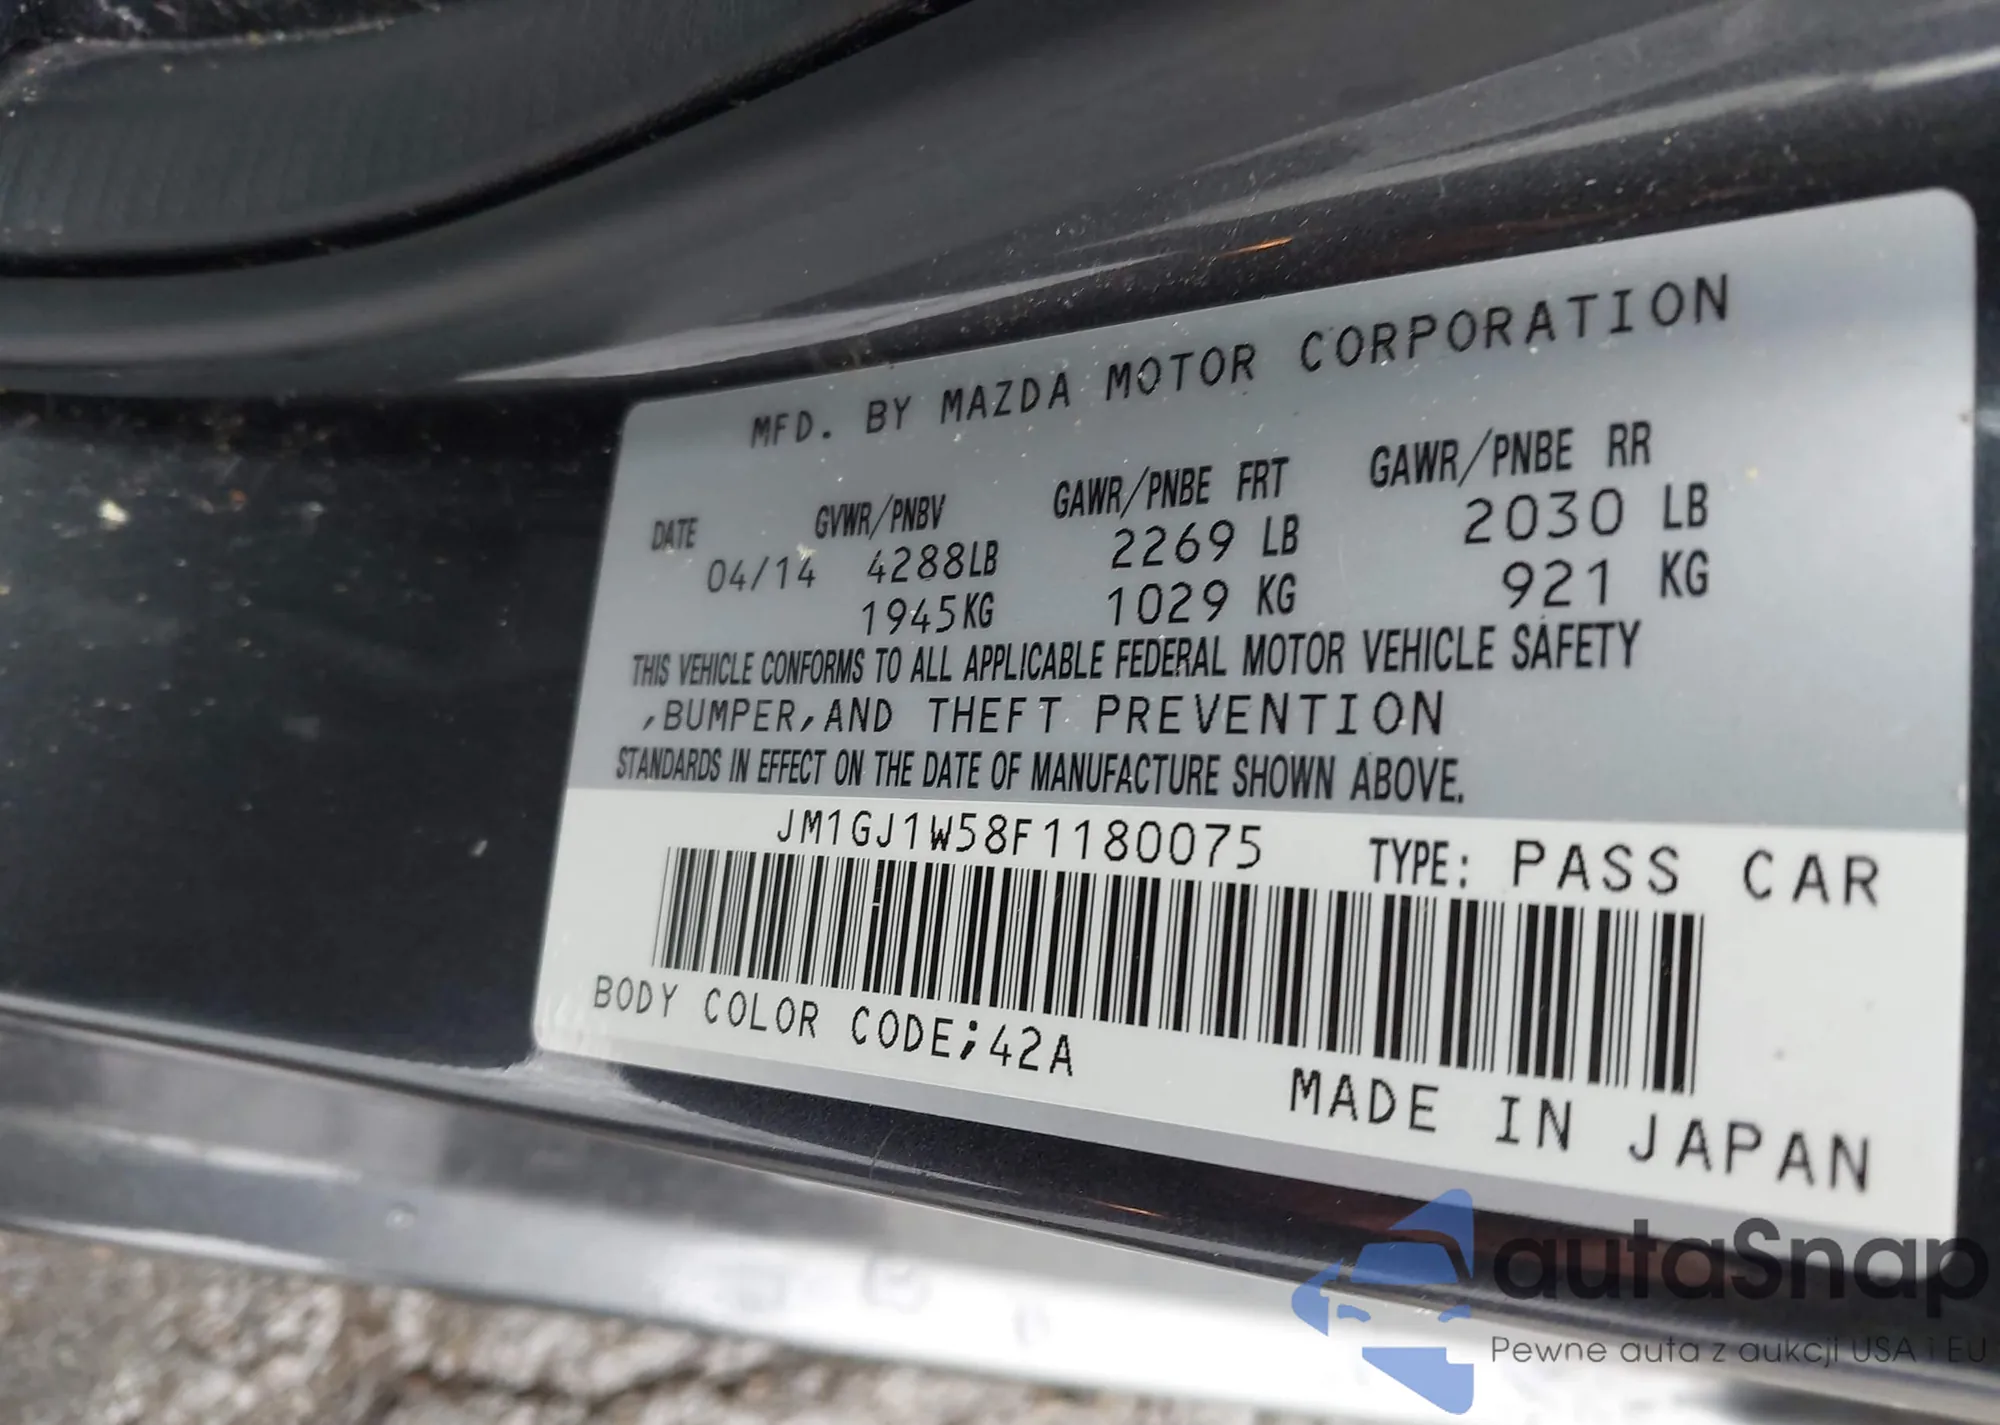 MFD. BY MAZDA MOTOR CORPORATION
DATE GVWR/PNBV GAWR/PNBE FRT GAWR/PNBE RR
04/14 4288LB 2269 LB 2030 LB
1945KG 1029 KG 921 KG
THIS VEHICLE CONFORMS TO ALL APPLICABLE FEDERAL MOTOR VEHICLE SAFETY
,BUMPER,AND THEFT PREVENTION
STANDARDS IN EFFECT ON THE DATE OF MANUFACTURE SHOWN ABOVE.
JM1GJ1W58F1180075 TYPE: PASS CAR
BODY COLOR CODE;42A
MADE IN JAPAN
autaSnap
Pewne auta z aukcji USA i EU